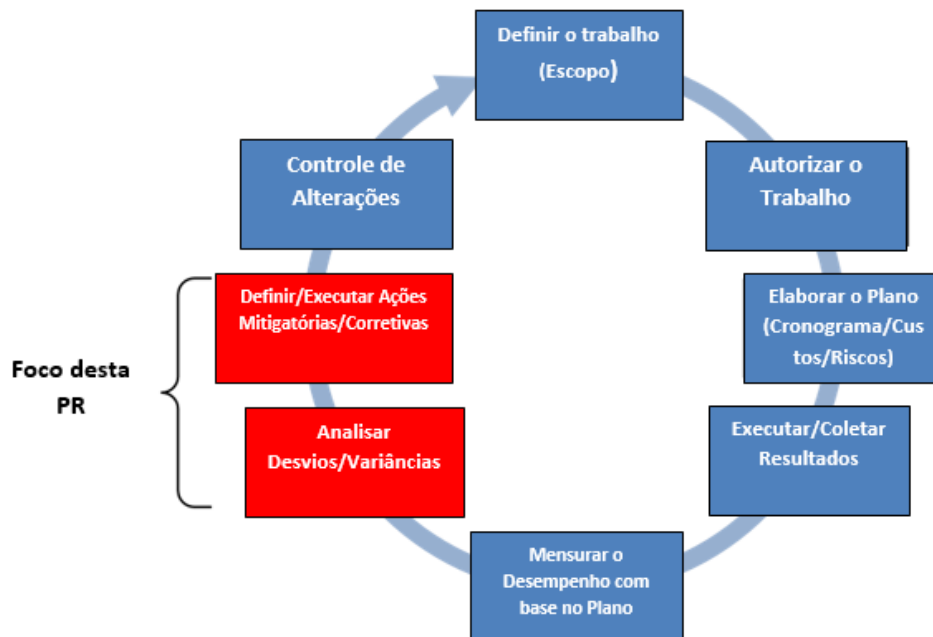 Definir o trabalho
(Escopo)
Autorizar o
Trabalho
Elaborar o Plano
(Cronograma/Cus
tos/Riscos)
Executar/Coletar
Resultados
Mensurar o
Desempenho com
base no Plano
Analisar
Desvios/Variâncias
Definir/Executar Ações
Mitigatórias/Corretivas
Controle de
Alterações
Foco desta
PR